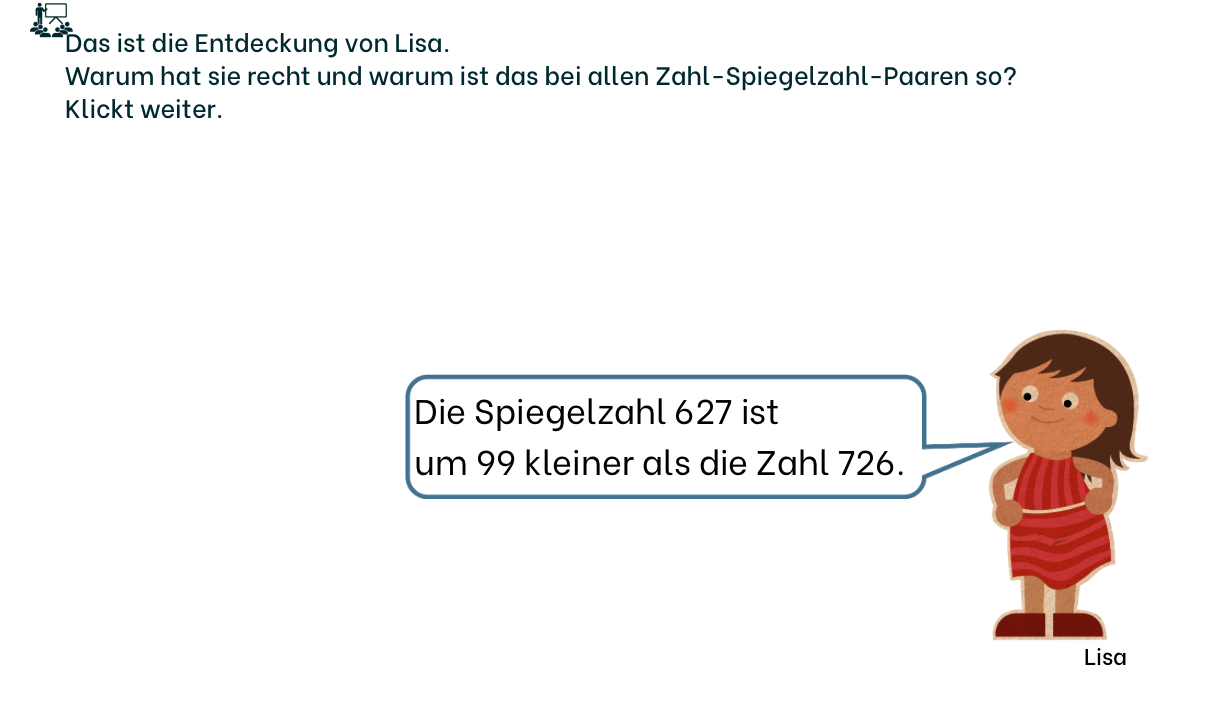 Das ist die Entdeckung von Lisa.
Warum hat sie recht und warum ist das bei allen Zahl-Spiegelzahl-Paaren so?
Klickt weiter.
Die Spiegelzahl 627 ist
um 99 kleiner als die Zahl 726.
Lisa